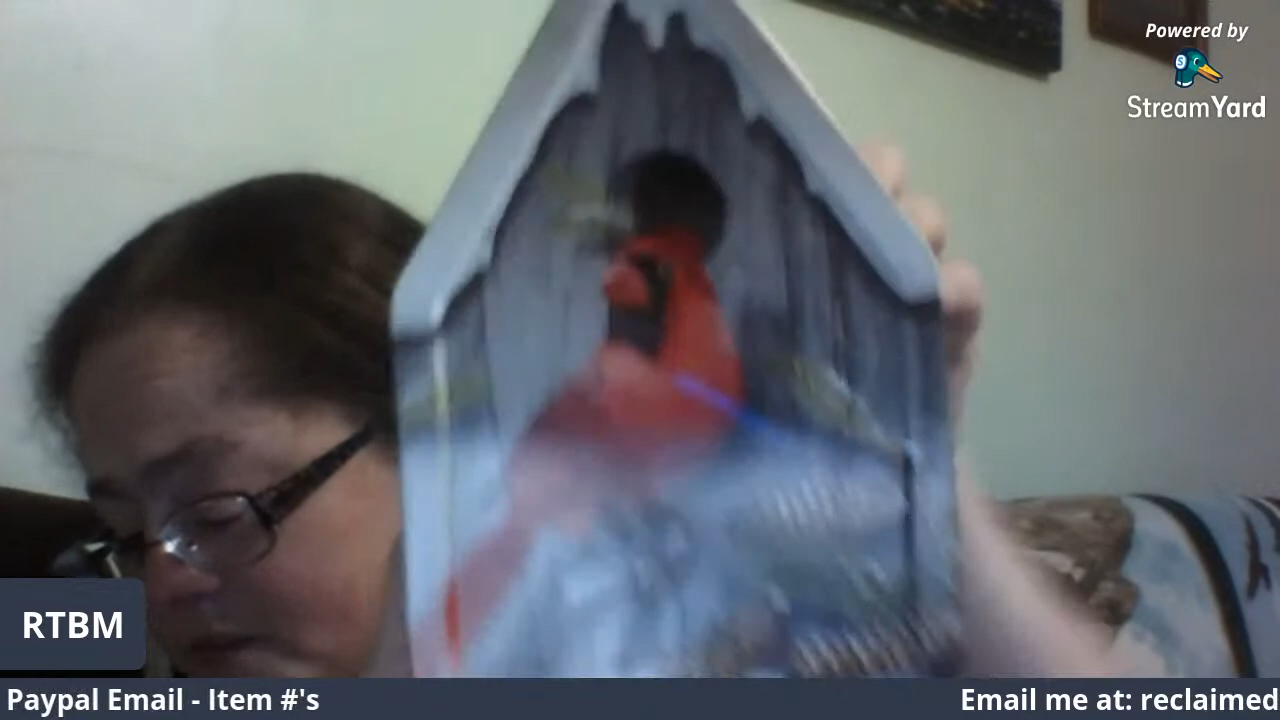 Powered by
StreamYard
RTBM
Paypal Email - Item #'s
Email me at: reclaimed